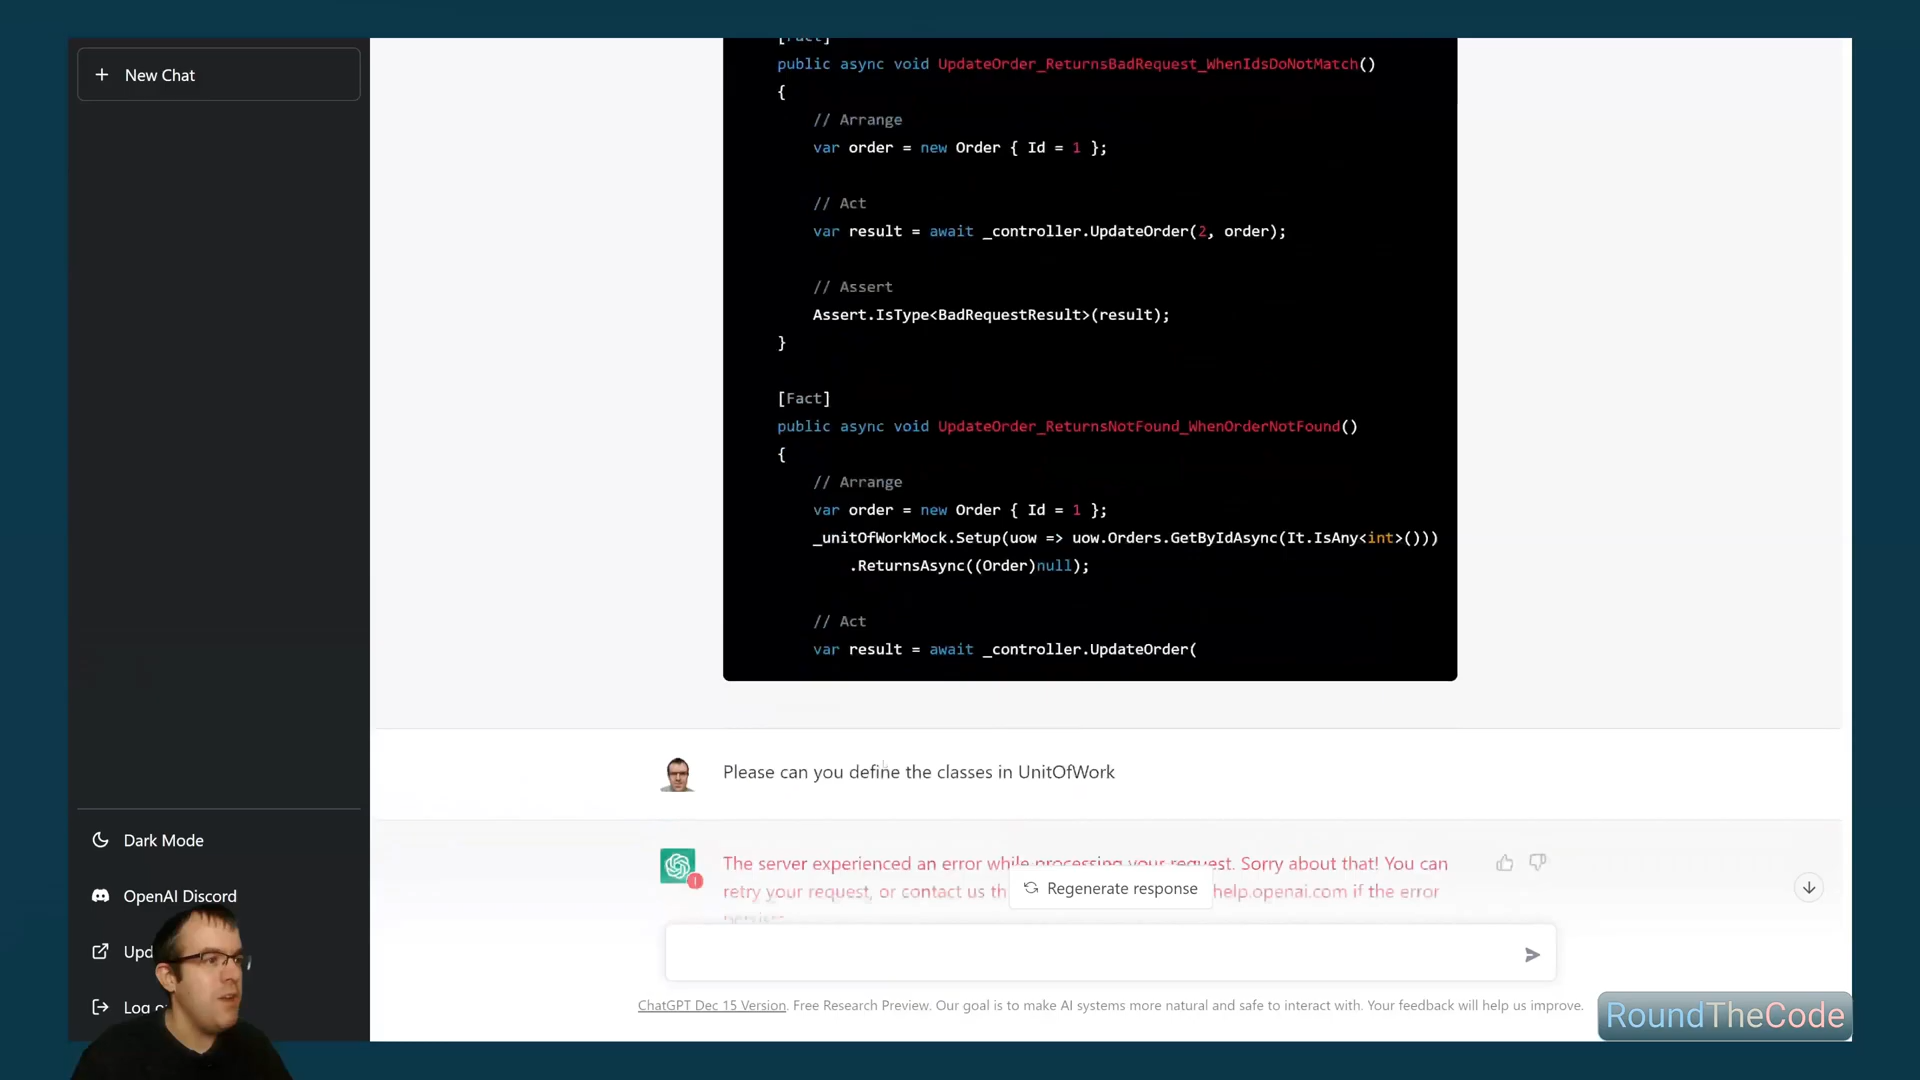 New Chat
[Fact]
public async void UpdateOrder_ReturnsBadRequest_WhenIdsDoNotMatch()
{
// Arrange
var order = new Order { Id = 1 };
// Act
var result = await _controller.UpdateOrder(2, order);
// Assert
Assert.IsType<BadRequestResult>(result);
}
[Fact]
public async void UpdateOrder_ReturnsNotFound_WhenOrderNotFound()
{
// Arrange
var order = new Order { Id = 1 };
_unitOfWorkMock.Setup(uow => uow.Orders.GetByIdAsync(It.IsAny<int>()))
.ReturnsAsync((Order)null);
// Act
var result = await _controller.UpdateOrder(
Please can you define the classes in UnitOfWork
The server experienced an error while processing your request. Sorry about that! You can
retry your request, or contact us th
help.openai.com if the error
Regenerate response
Dark Mode
OpenAI Discord
Upd
Log o
ChatGPT Dec 15 Version. Free Research Preview. Our goal is to make AI systems more natural and safe to interact with. Your feedback will help us improve.
RoundTheCode